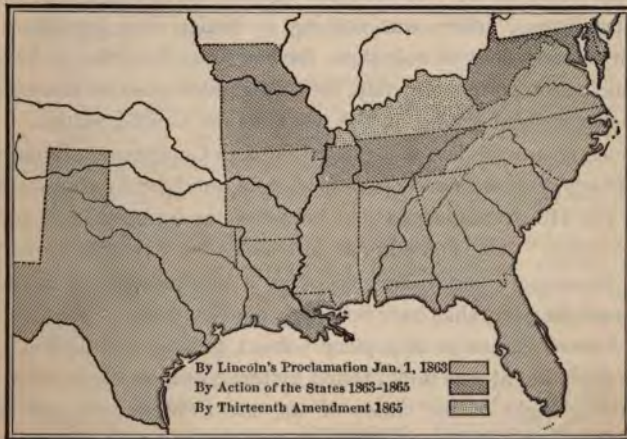 By Lincoln's Proclamation Jan. 1, 1863
By Action of the States 1863-1865
By Thirteenth Amendment 1865